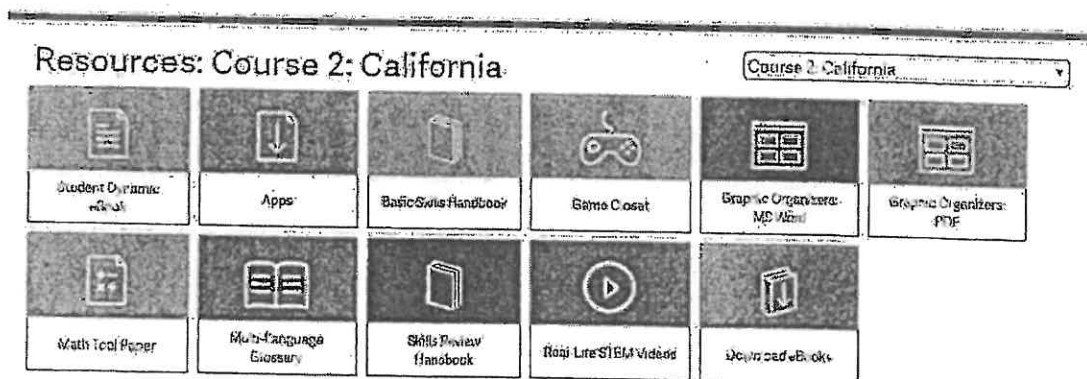 Resources: Course 2: California
Course 2: California
Student Dynamic
eBook
Apps
Basic Skills Handbook
Game Closet
Graphic Organizers:
MS Word
Graphic Organizers:
PDF
Math Tool Paper
Multi-Language
Glossary
Skills Review
Handbook
Real-Life STEM Videos
Download eBooks